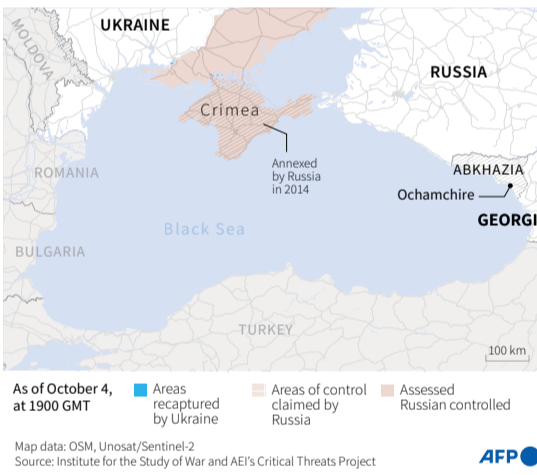 MOLDOVA
UKRAINE
RUSSIA
Crimea
Annexed
by Russia
in 2014
ABKHAZIA
Ochamchire
GEORGI
ROMANIA
Black Sea
BULGARIA
TURKEY
100 km
As of October 4,
at 1900 GMT
Areas
recaptured
by Ukraine
Areas of control
claimed by
Russia
Assessed
Russian controlled
Map data: OSM, Unosat/Sentinel-2
Source: Institute for the Study of War and AEI's Critical Threats Project
AFP